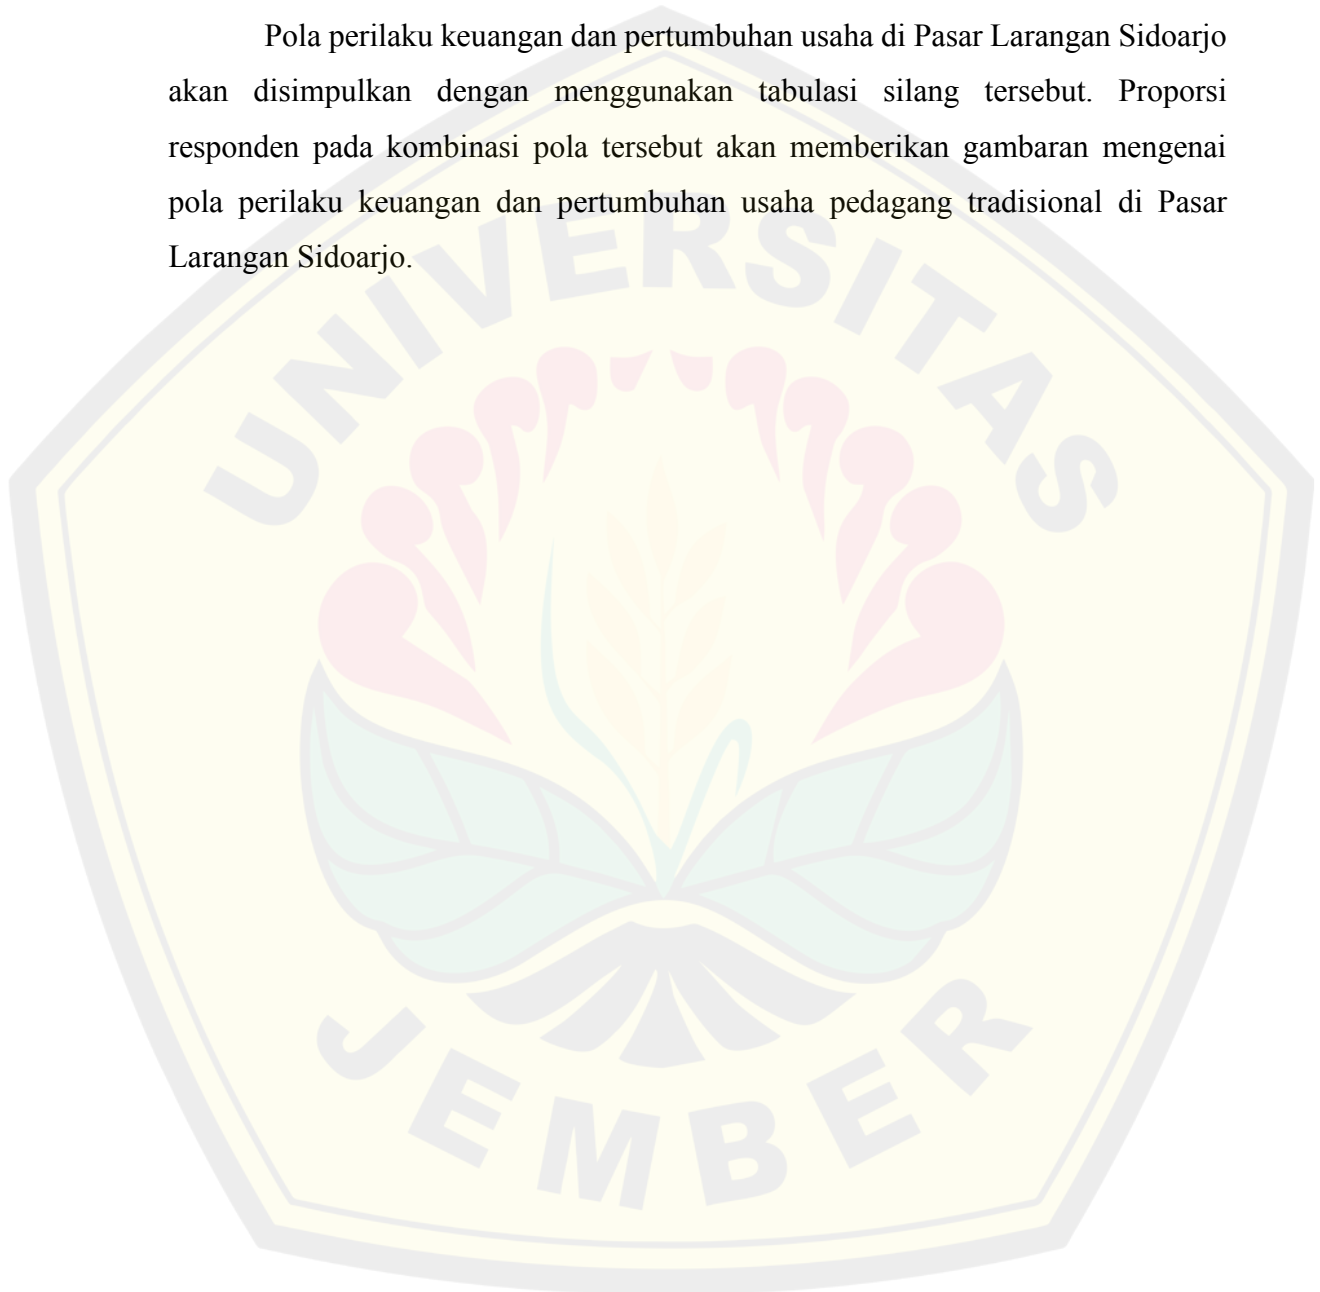 Pola perilaku keuangan dan pertumbuhan usaha di Pasar Larangan Sidoarjo
akan disimpulkan dengan menggunakan tabulasi silang tersebut. Proporsi
responden pada kombinasi pola tersebut akan memberikan gambaran mengenai
pola perilaku keuangan dan pertumbuhan usaha pedagang tradisional di Pasar
Larangan Sidoarjo.
UNIVERSITAS
JEMBER